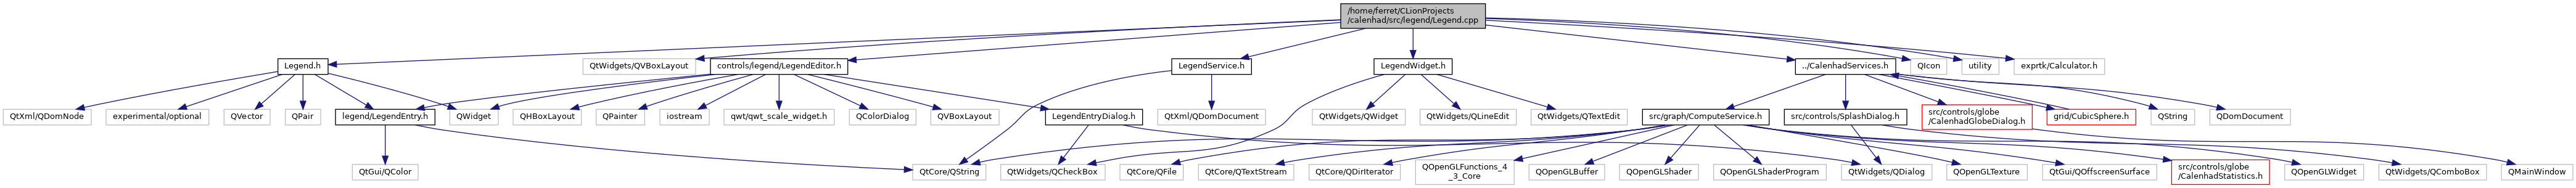 /home/ferret/CLionProjects
/calenhad/src/legend/Legend.cpp
Legend.h
QtWidgets/QVBoxLayout
controls/legend/LegendEditor.h
LegendService.h
LegendWidget.h
../CalenhadServices.h
QIcon
utility
exprtk/Calculator.h
QtXml/QDomNode
experimental/optional
QVector
QPair
legend/LegendEntry.h
QWidget
QHBoxLayout
QPainter
iostream
qwt/qwt_scale_widget.h
QColorDialog
QVBoxLayout
LegendEntryDialog.h
QtXml/QDomDocument
QtWidgets/QWidget
QtWidgets/QLineEdit
QtWidgets/QTextEdit
src/graph/ComputeService.h
src/controls/SplashDialog.h
src/controls/globe
/CalenhadGlobeDialog.h
grid/CubicSphere.h
QString
QDomDocument
QtGui/QColor
QtCore/QString
QtWidgets/QCheckBox
QtCore/QFile
QtCore/QTextStream
QtCore/QDirIterator
QOpenGLFunctions_4
_3_Core
QOpenGLBuffer
QOpenGLShader
QOpenGLShaderProgram
QtWidgets/QDialog
QOpenGLTexture
QtGui/QOffscreenSurface
src/controls/globe
/CalenhadStatistics.h
QOpenGLWidget
QtWidgets/QComboBox
QMainWindow